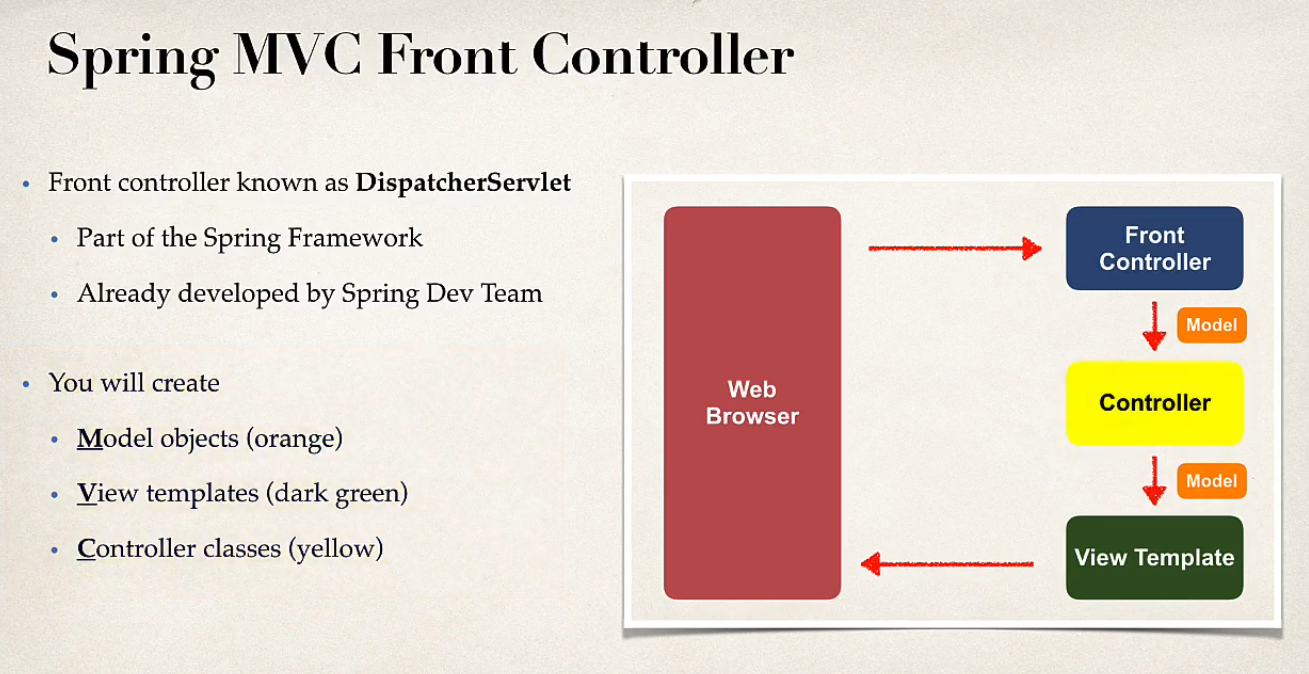 Spring MVC Front Controller
• Front controller known as DispatcherServlet
• Part of the Spring Framework
• Already developed by Spring Dev Team
• You will create
• Model objects (orange)
• View templates (dark green)
• Controller classes (yellow)
Web
Browser
Front
Controller
Model
Controller
Model
View Template